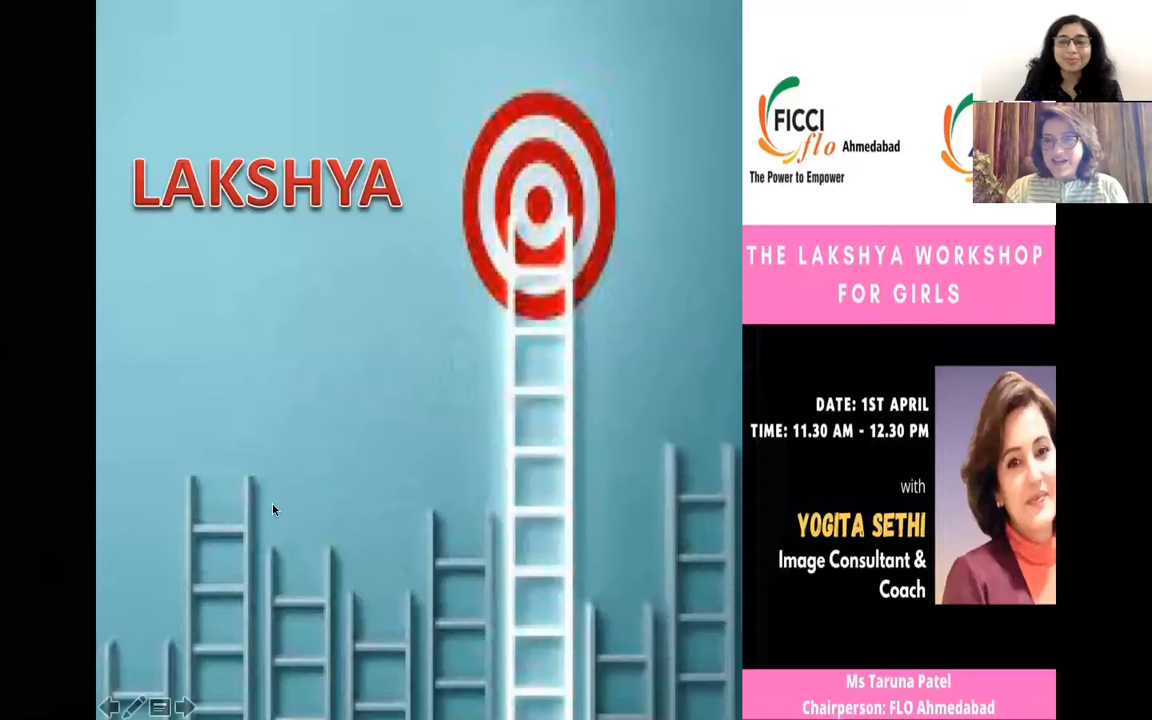 LAKSHYA
FICCI
flo Ahmedabad
The Power to Empower
THE LAKSHYA WORKSHOP
FOR GIRLS
DATE: 1ST APRIL
TIME: 11.30 AM - 12.30 PM
with
YOGITA SETHI
Image Consultant &
Coach
Ms Taruna Patel
Chairperson: FLO Ahmedabad